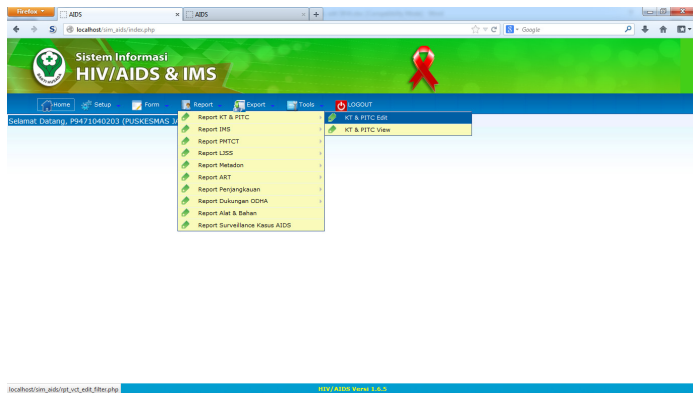 Firefox
AIDS
AIDS
localhost/sim_aids/index.php
Google
Sistem Informasi
HIV/AIDS & IMS
Home Setup Form Report Export Tools LOGOUT
Selamat Datang, P9471040203 (PUSKESMAS JA
Report KT & PITC
KT & PITC Edit
Report IMS
KT & PITC View
Report PMTCT
Report LJSS
Report Metadon
Report ART
Report Penjangkauan
Report Dukungan ODHA
Report Alat & Bahan
Report Surveillance Kasus AIDS
localhost/sim_aids/rpt_vct_edit_filter.php
HIV/AIDS Versi 1.6.5